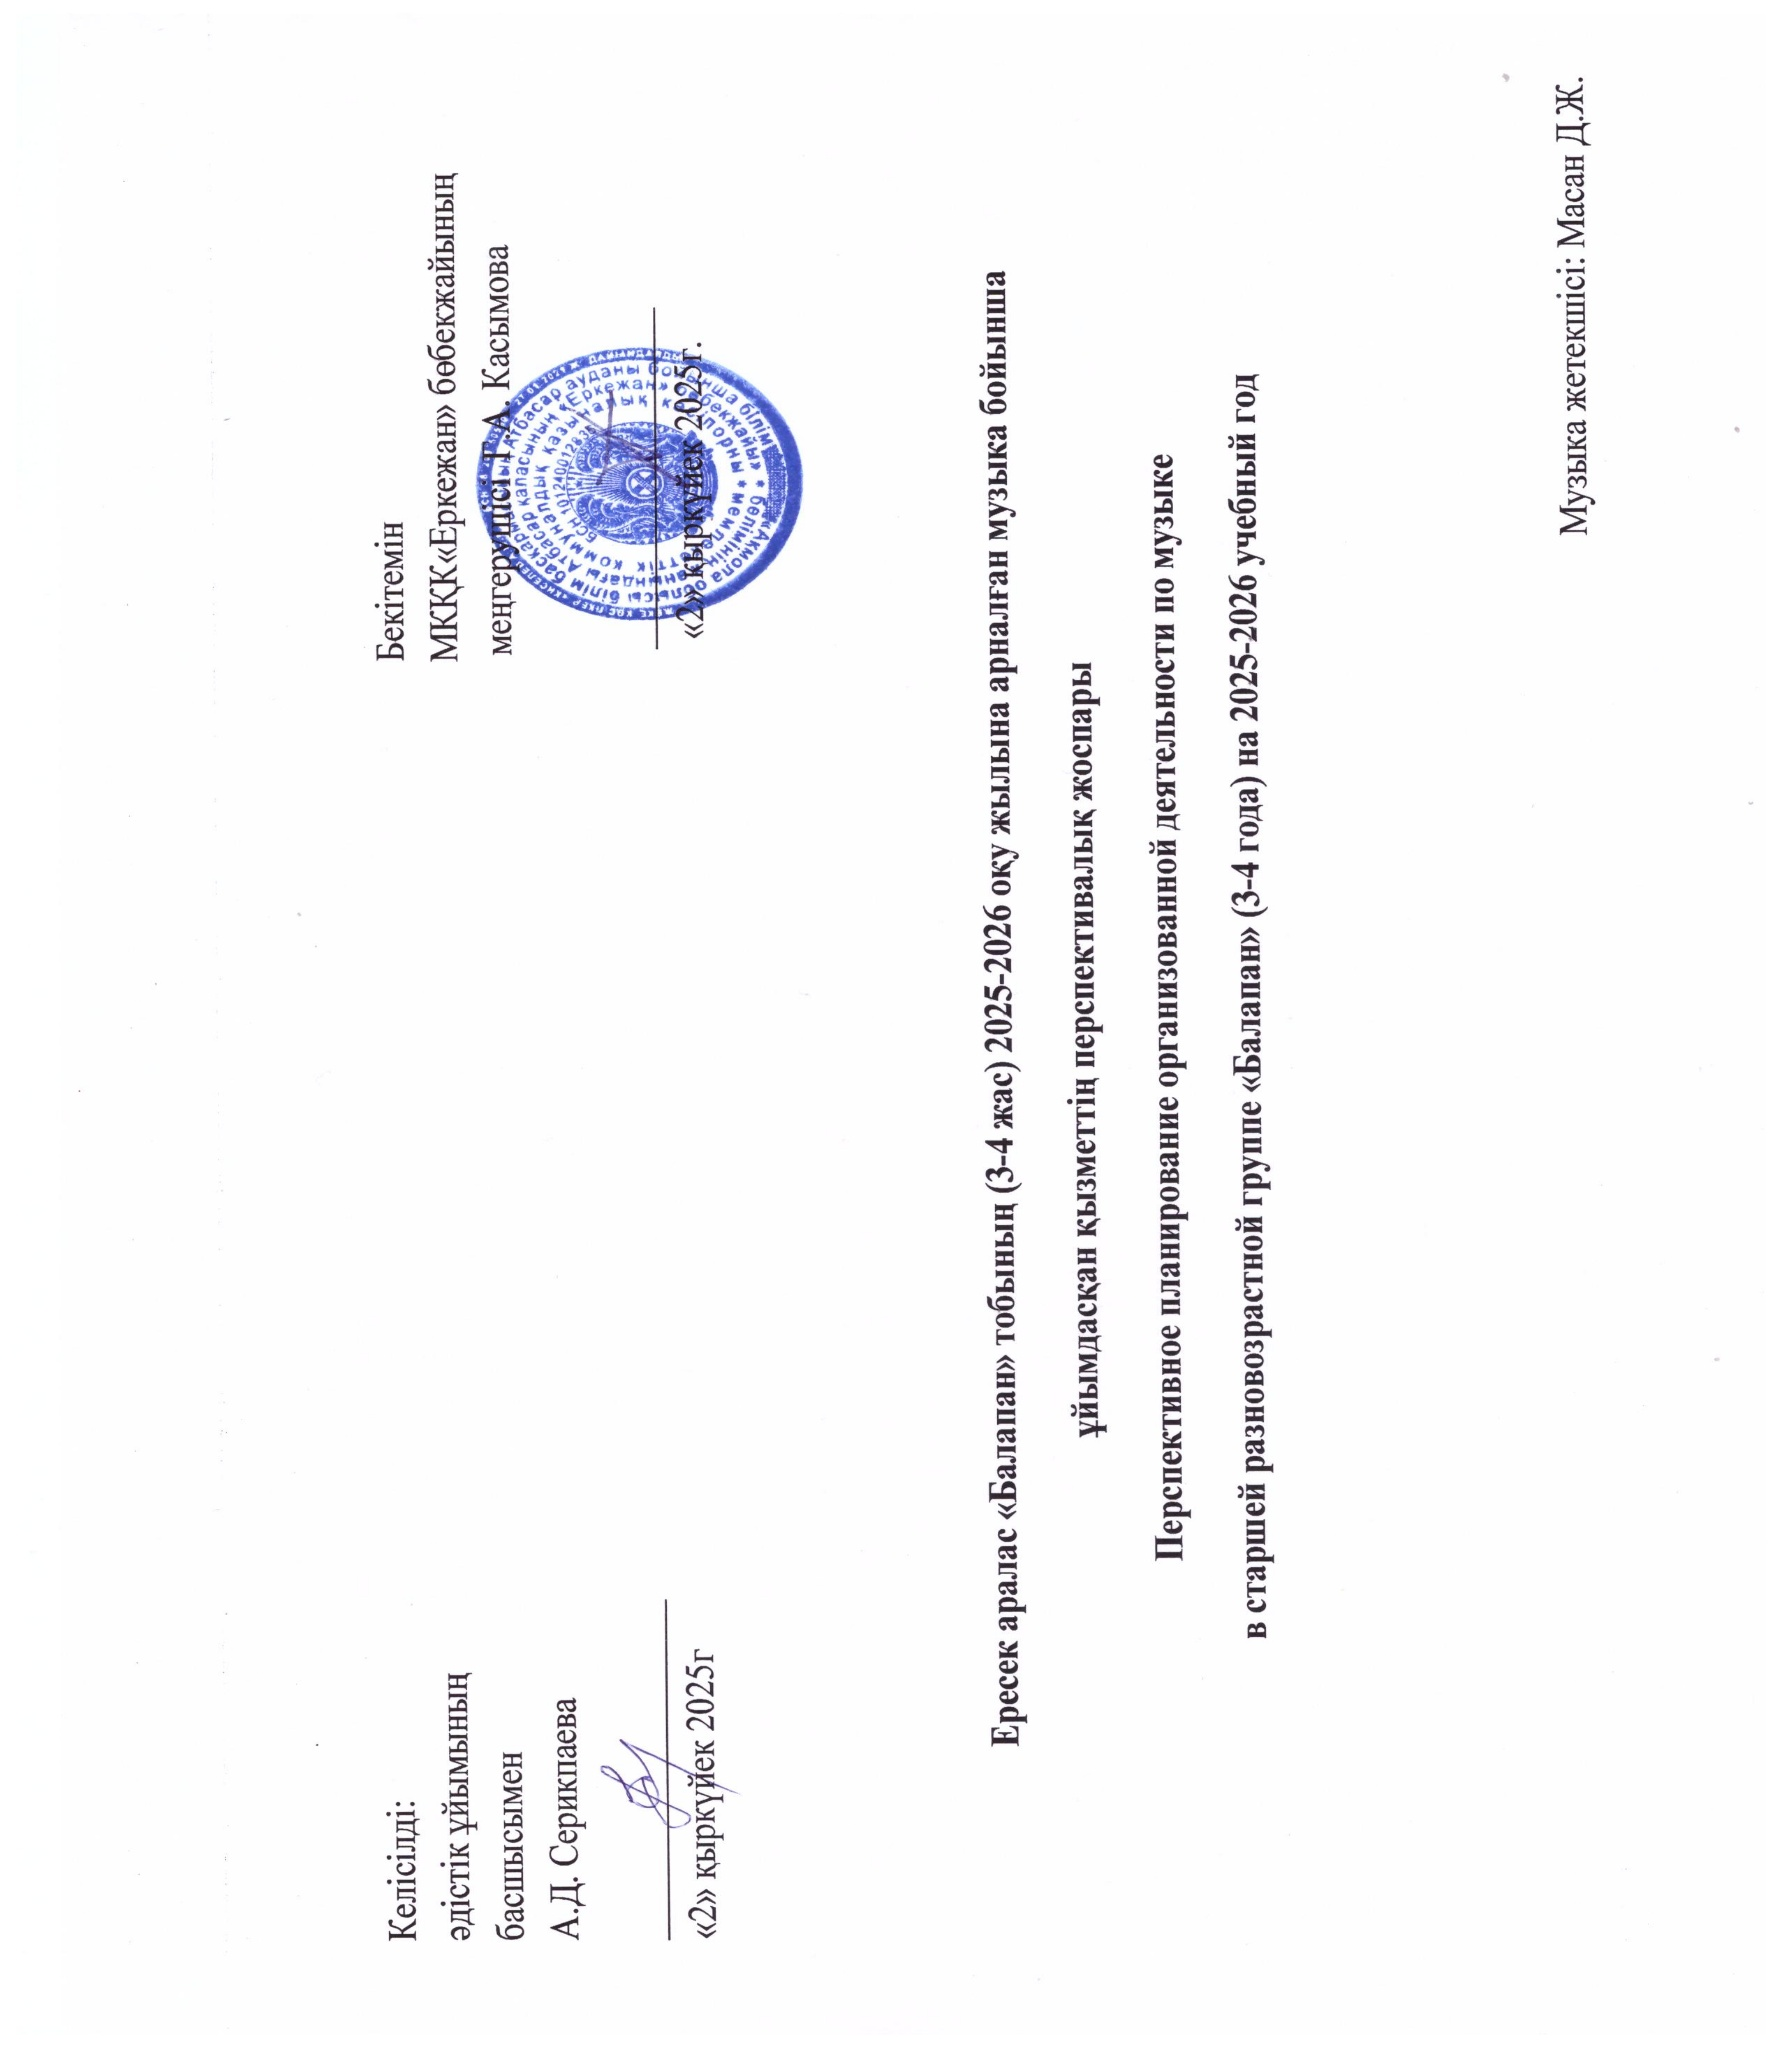 Келісілді:
әдістік ұйымының
басшысымен
А.Д. Серикпаева
«2» қыркүйек 2025г
Бекітемін
МКҚК«Еркежан» бөбекжайының
меңгерушісі Т.А. Касымова
«2» қыркүйек 2025г.
Ересек аралас «Балапан» тобының (3-4 жас) 2025-2026 оқу жылына арналған музыка бойынша
ұйымдасқан қызметтің перспективалық жоспары
Перспективное планирование организованной деятельности по музыке
в старшей разновозрастной группе «Балапан» (3-4 года) на 2025-2026 учебный год
Музыка жетекшісі: Масан Д.Ж.